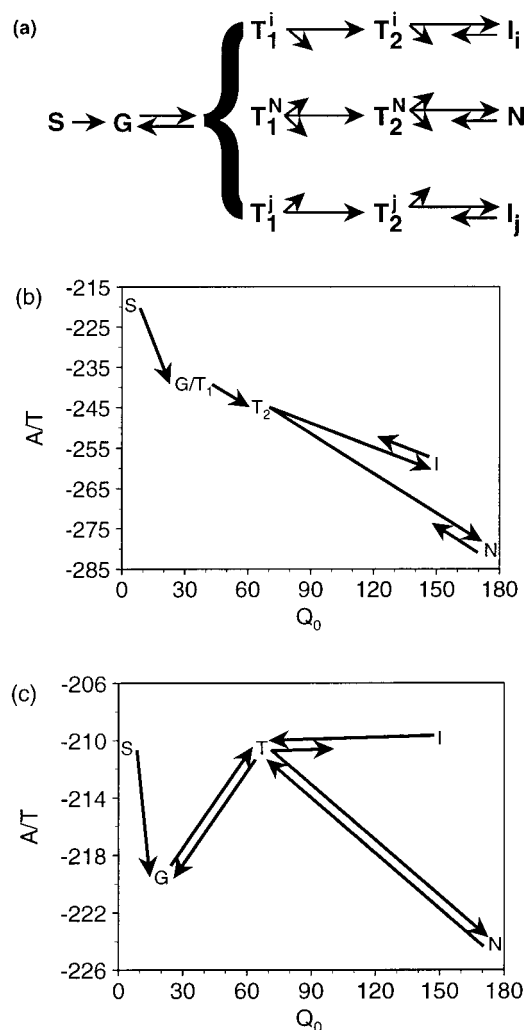 (a)
T₁ⁱ T₂ⁱ Iᵢ
S G T₁ᴺ T₂ᴺ N
T₁ʲ T₂ʲ Iⱼ
(b)
-215
-225
-235
-245
-255
-265
-275
-285
A/T
S
G/T₁
T₂
I
N
0 30 60 90 120 150 180
Q₀
(c)
-206
-210
-214
-218
-222
-226
A/T
S T I
G
N
0 30 60 90 120 150 180
Q₀